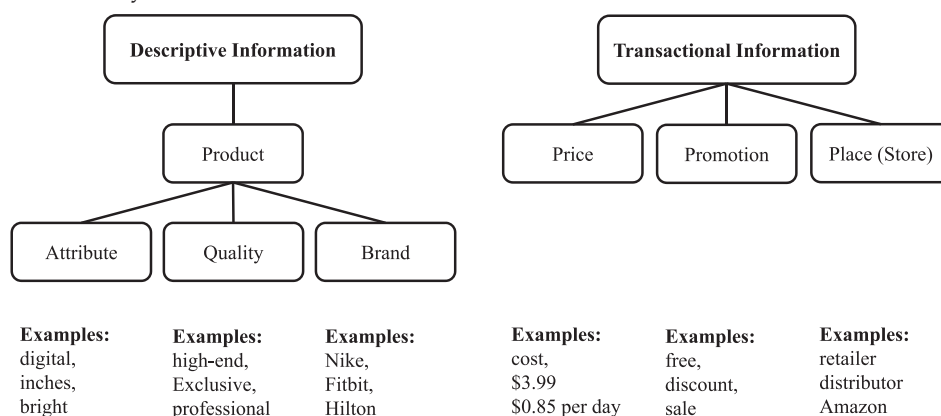 Descriptive Information
Transactional Information
Product
Price
Promotion
Place (Store)
Attribute
Quality
Brand
Examples:
digital,
inches,
bright
Examples:
high-end,
Exclusive,
professional
Examples:
Nike,
Fitbit,
Hilton
Examples:
cost,
$3.99
$0.85 per day
Examples:
free,
discount,
sale
Examples:
retailer
distributor
Amazon